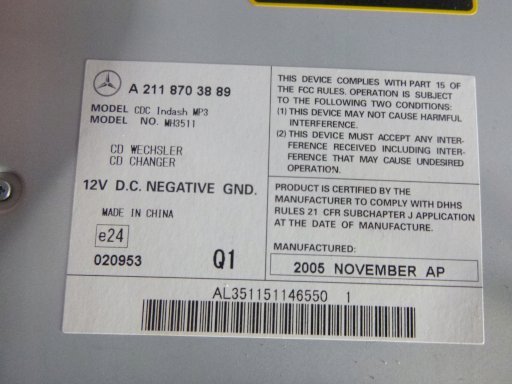 A 211 870 38 89
MODEL CDC Indash MP3
MODEL NO. MH3511
CD WECHSLER
CD CHANGER
12V D.C. NEGATIVE GND.
MADE IN CHINA
e24
020953
Q1
THIS DEVICE COMPLIES WITH PART 15 OF
THE FCC RULES. OPERATION IS SUBJECT
TO THE FOLLOWING TWO CONDITIONS:
(1) THIS DEVICE MAY NOT CAUSE HARMFUL
INTERFERENCE.
(2) THIS DEVICE MUST ACCEPT ANY INTER-
FERENCE RECEIVED INCLUDING INTER-
FERENCE THAT MAY CAUSE UNDESIRED
OPERATION.
PRODUCT IS CERTIFIED BY THE
MANUFACTURER TO COMPLY WITH DHHS
RULES 21 CFR SUBCHAPTER J APPLICATION
AT THE DATE OF MANUFACTURE.
MANUFACTURED:
2005 NOVEMBER AP
AL351151146550 1